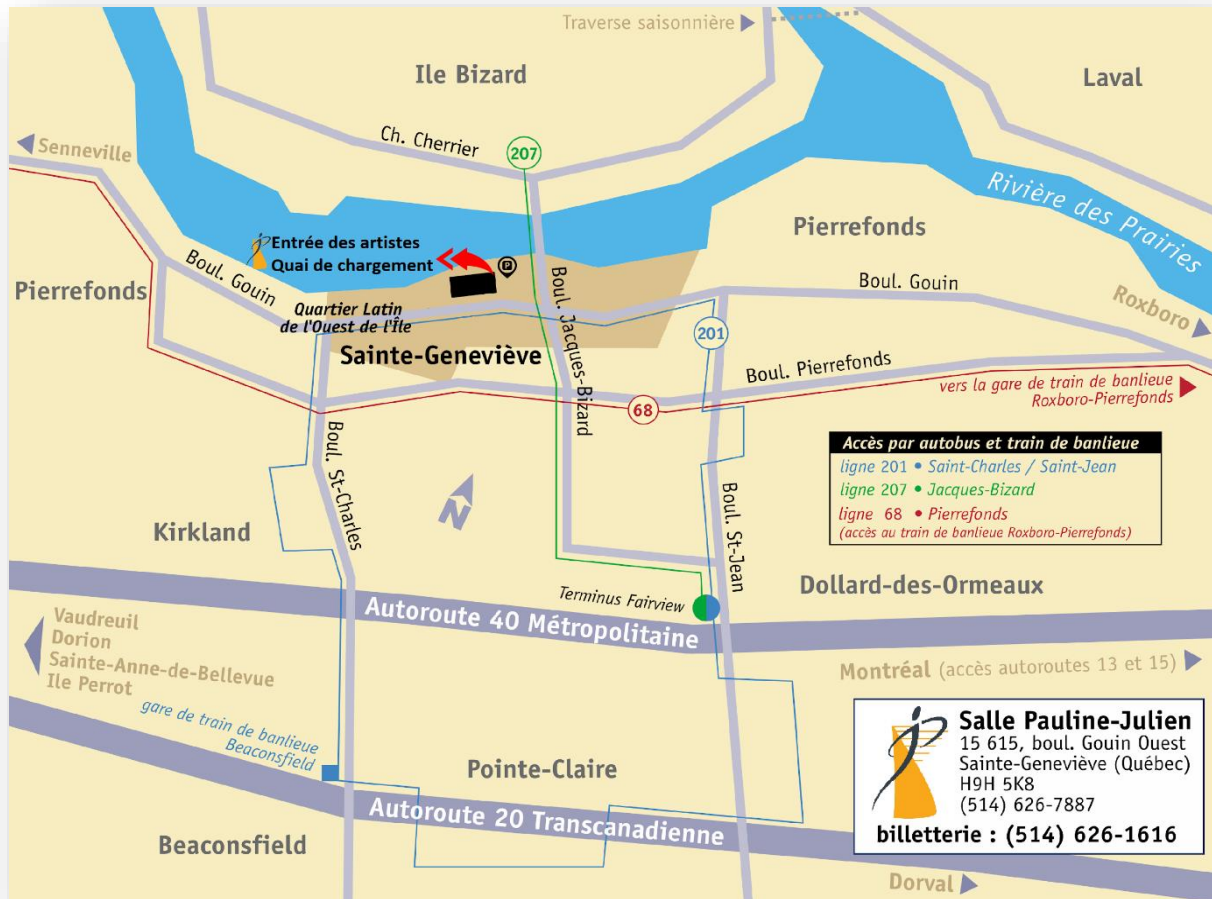 Traverse saisonnière
Ile Bizard
Laval
Ch. Cherrier
207
Senneville
Rivière des Prairies
Pierrefonds
Entrée des artistes
Quai de chargement
P
Boul. Gouin
Pierrefonds
Boul. Gouin
Roxboro
Quartier Latin
de l'Ouest de l'Île
Boul. Jacques-Bizard
201
Sainte-Geneviève
Boul. Pierrefonds
68
vers la gare de train de banlieue
Roxboro-Pierrefonds
Accès par autobus et train de banlieue
ligne 201 • Saint-Charles / Saint-Jean
ligne 207 • Jacques-Bizard
ligne 68 • Pierrefonds
(accès au train de banlieue Roxboro-Pierrefonds)
Boul. St-Charles
N
Boul. St-Jean
Kirkland
Terminus Fairview
Dollard-des-Ormeaux
Autoroute 40 Métropolitaine
Vaudreuil
Dorion
Sainte-Anne-de-Bellevue
Ile Perrot
Montréal (accès autoroutes 13 et 15)
gare de train de banlieue
Beaconsfield
Pointe-Claire
Autoroute 20 Transcanadienne
Beaconsfield
Salle Pauline-Julien
15 615, boul. Gouin Ouest
Sainte-Geneviève (Québec)
H9H 5K8
(514) 626-7887
billetterie : (514) 626-1616
Dorval